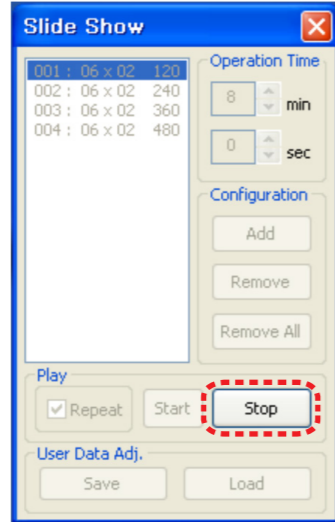 Slide Show
001 : 06 x 02 120
002 : 06 x 02 240
003 : 06 x 02 360
004 : 06 x 02 480
Operation Time
8 min
0 sec
Configuration
Add
Remove
Remove All
Play
Repeat Start Stop
User Data Adj.
Save Load